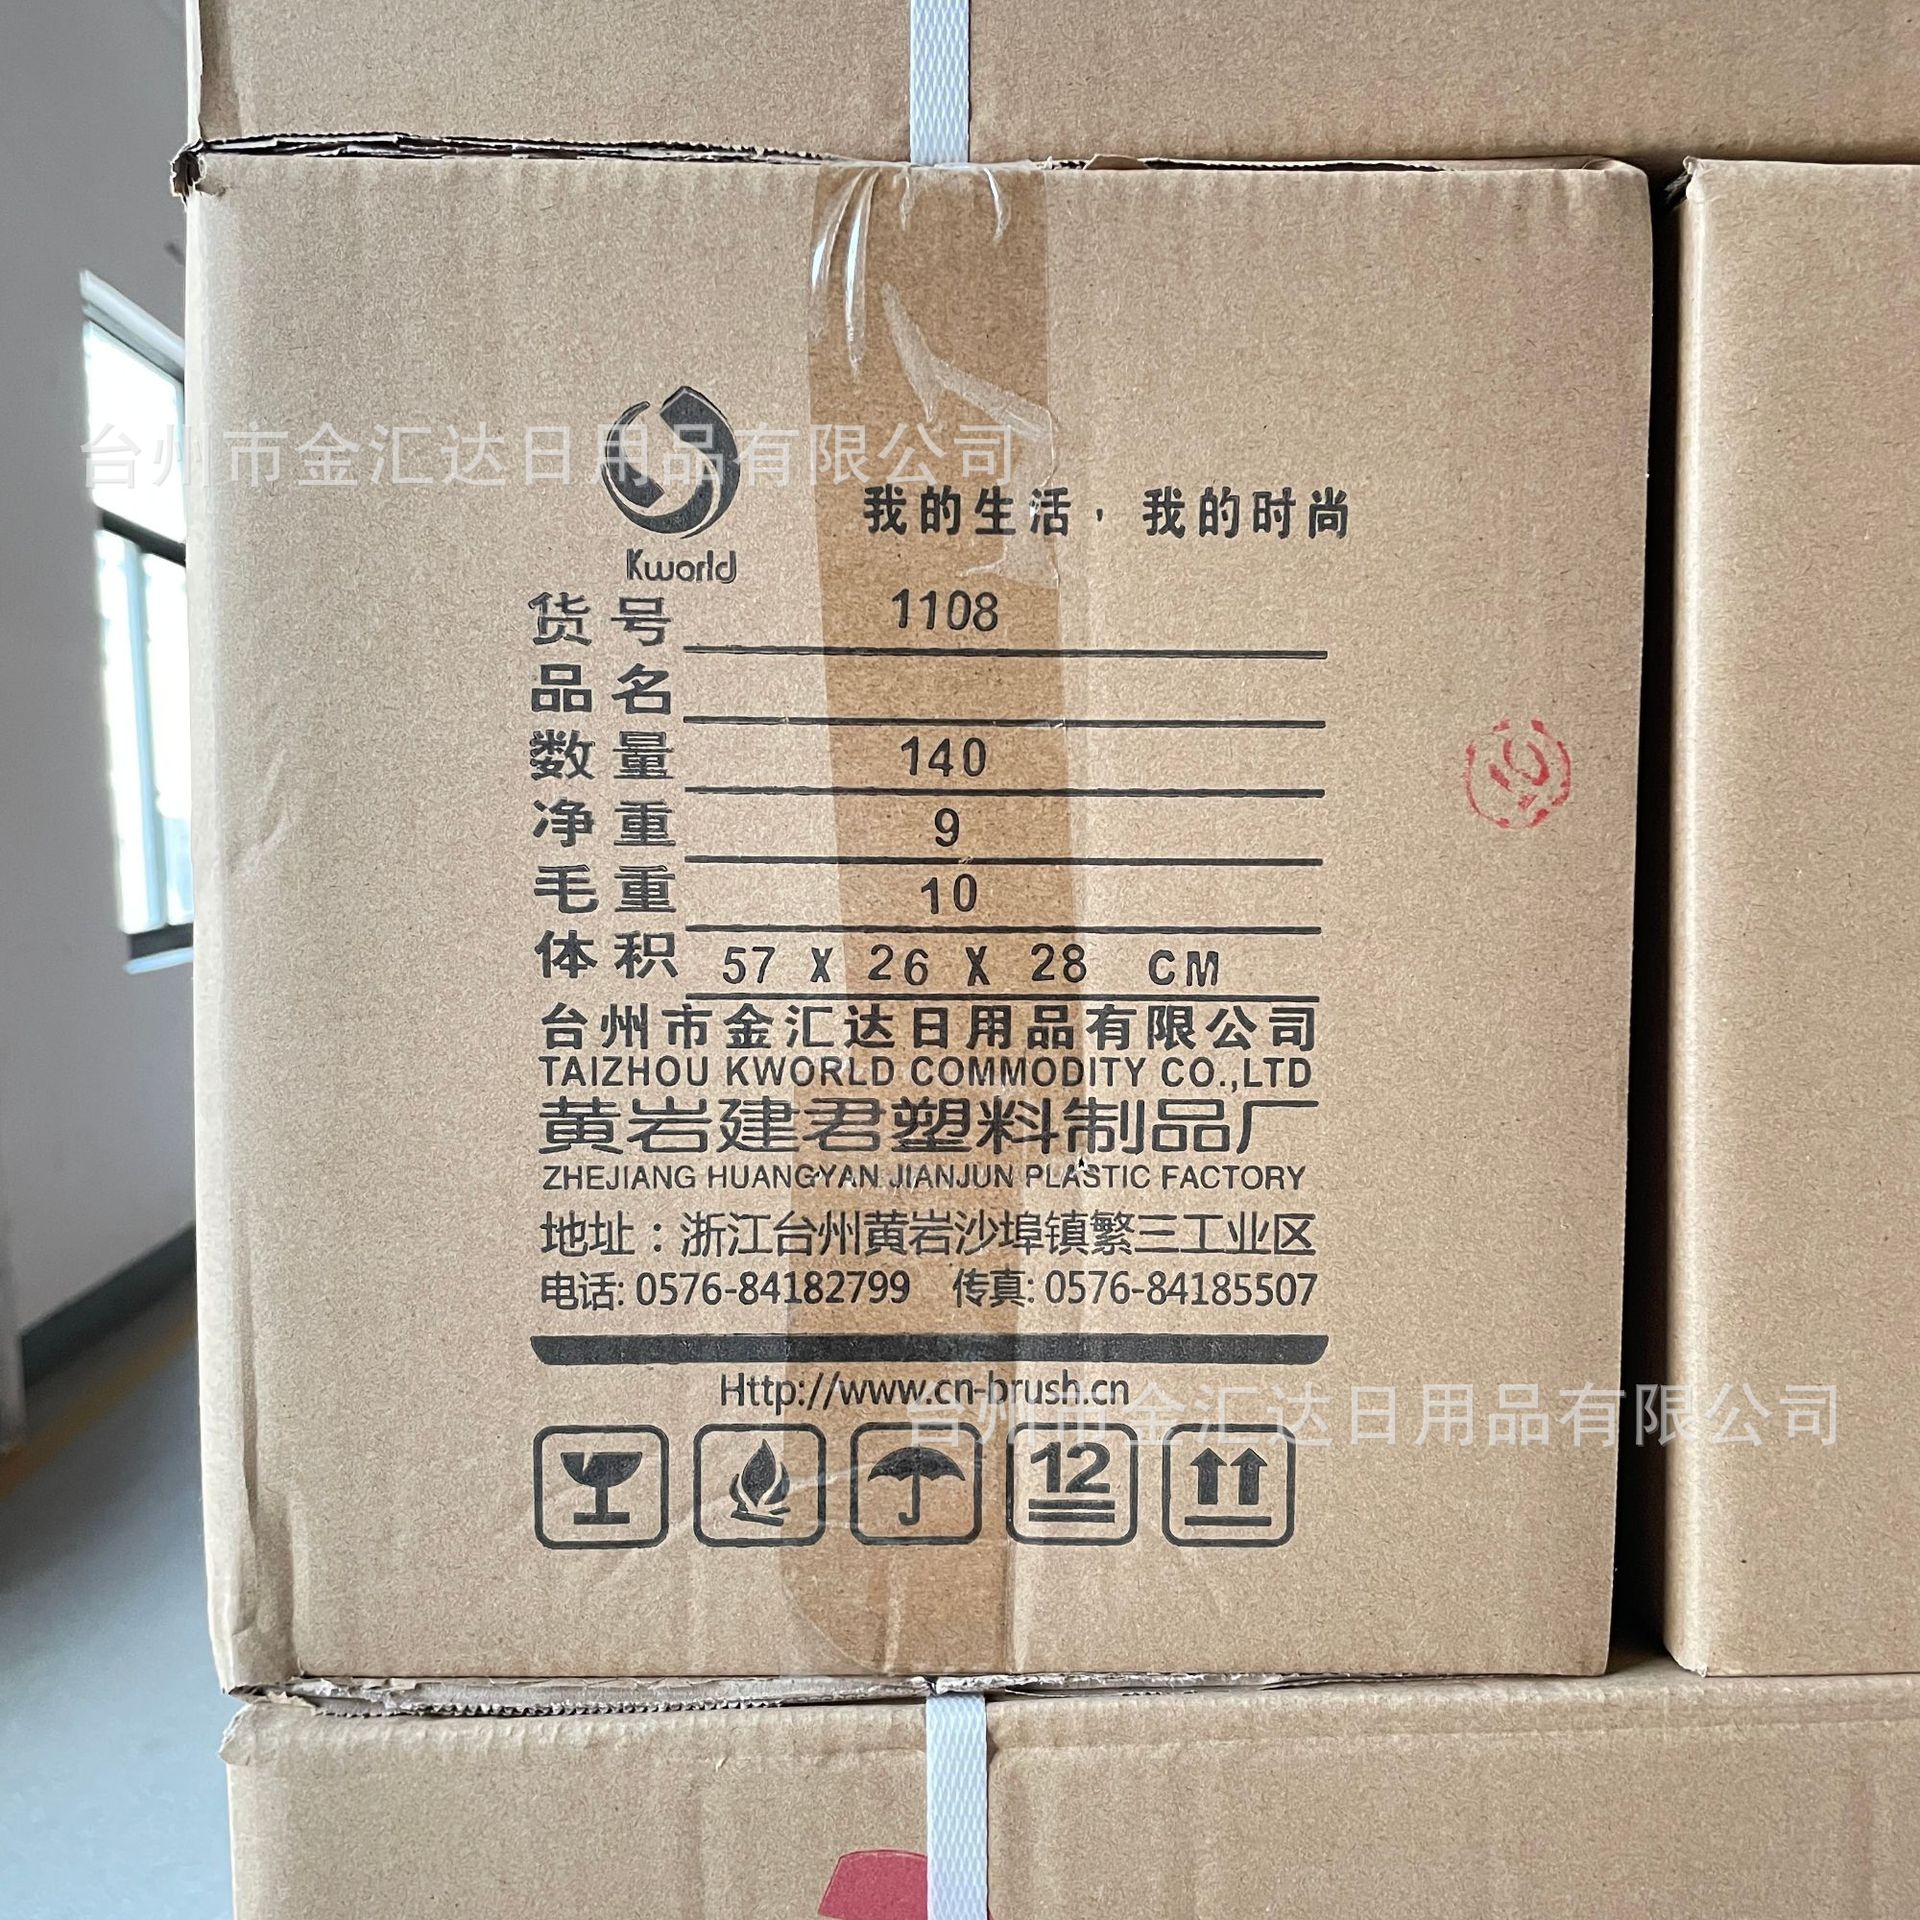 台州市金汇达日用品有限公司
Kworld
我的生活，我的时尚
货号 1108
品名
数量 140
净重 9
毛重 10
体积 57 X 26 X 28 CM
台州市金汇达日用品有限公司
TAIZHOU KWORLD COMMODITY CO.,LTD
黄岩建君塑料制品厂
ZHEJIANG HUANGYAN JIANJUN PLASTIC FACTORY
地址：浙江台州黄岩沙埠镇繁三工业区
电话: 0576-84182799 传真: 0576-84185507
Http://www.cn-brush.cn
台州市金汇达日用品有限公司
12